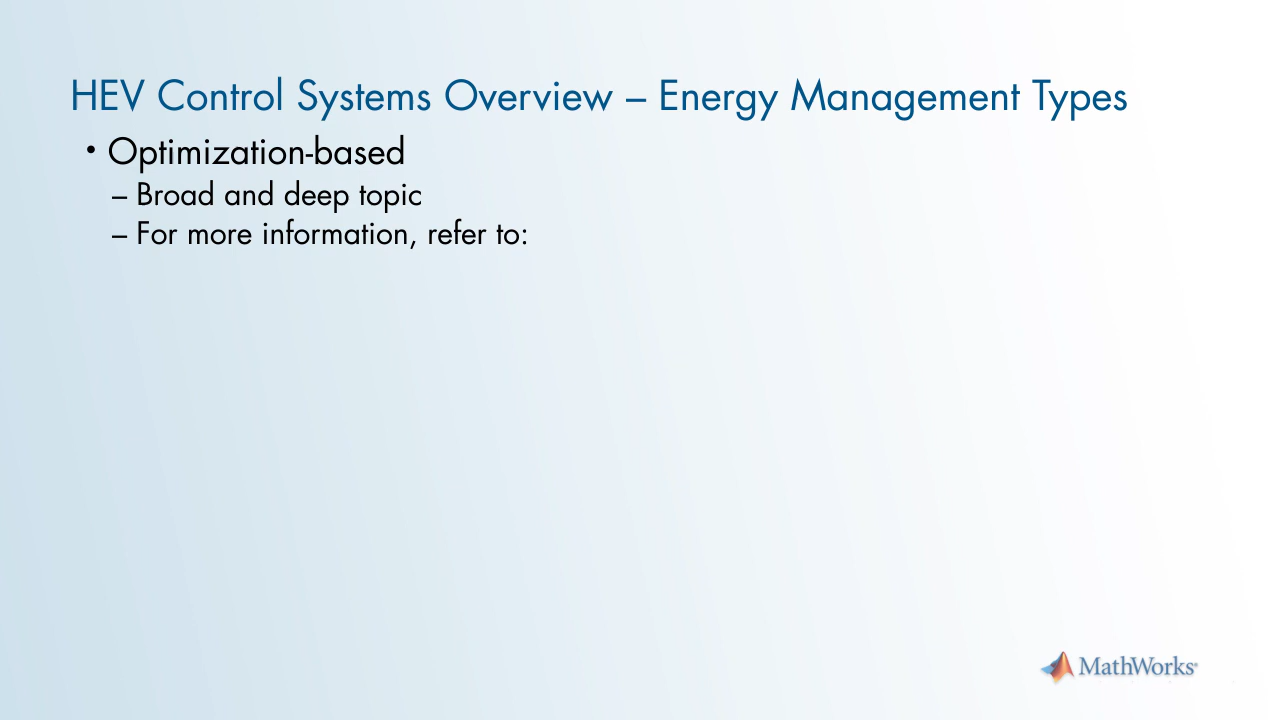 HEV Control Systems Overview – Energy Management Types
• Optimization-based
– Broad and deep topic
– For more information, refer to:
MathWorks®